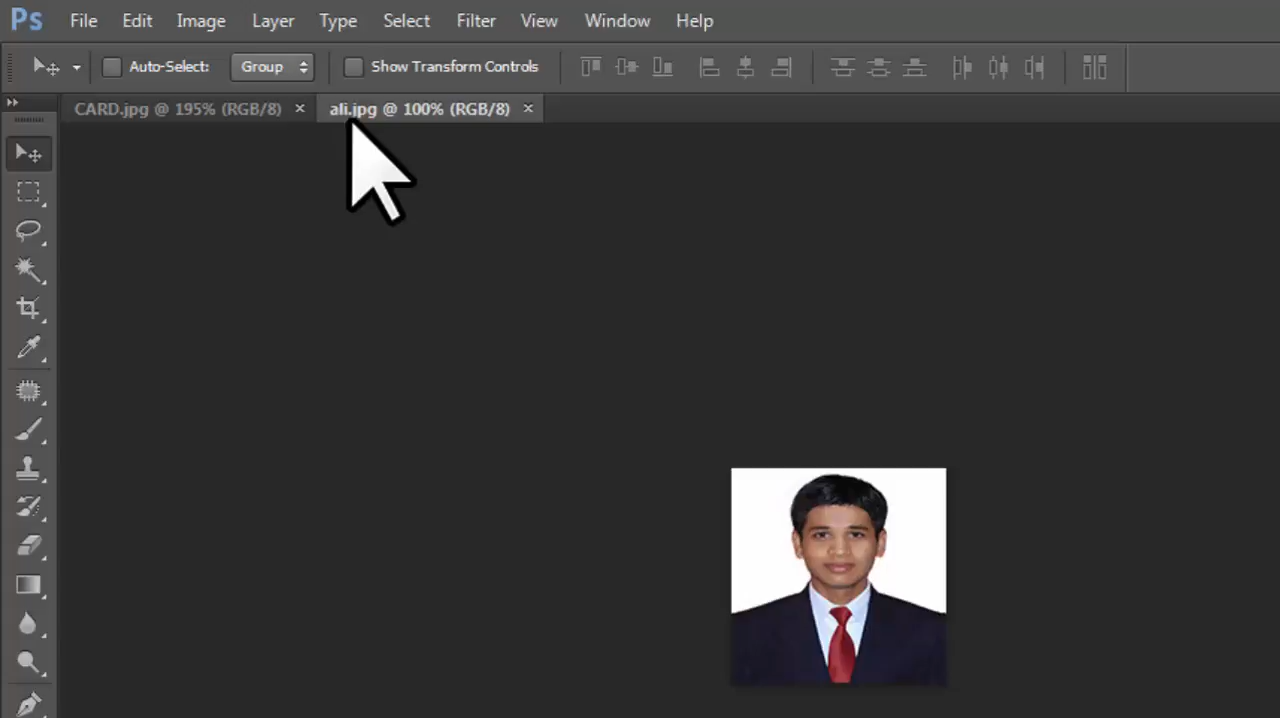 Ps File Edit Image Layer Type Select Filter View Window Help
Auto-Select: Group Show Transform Controls
CARD.jpg @ 195% (RGB/8) × ali.jpg @ 100% (RGB/8) ×